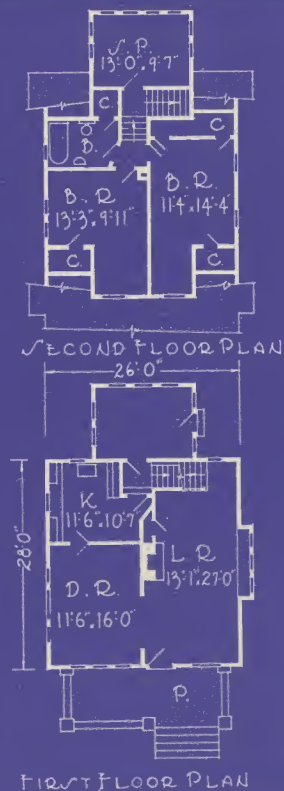 S.P.
13'-0" x 9'-7"
C.
B.
C.
B.R.
13'-3" x 9'-11"
B.R.
11'-4" x 14'-4"
C.
C.
SECOND FLOOR PLAN
26'-0"
28'-0"
K
11'-6" x 10'-7"
L.R.
13'-1" x 27'-0"
D.R.
11'-6" x 16'-0"
P.
FIRST FLOOR PLAN